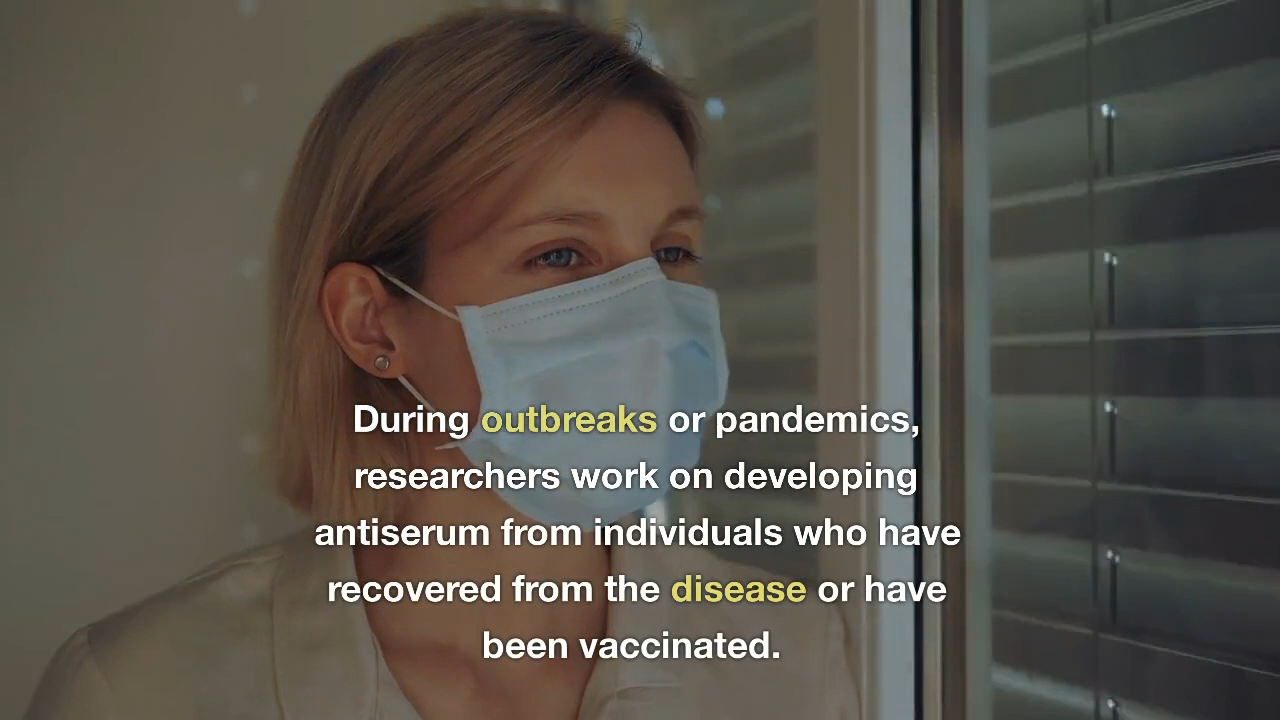 During outbreaks or pandemics,
researchers work on developing
antiserum from individuals who have
recovered from the disease or have
been vaccinated.